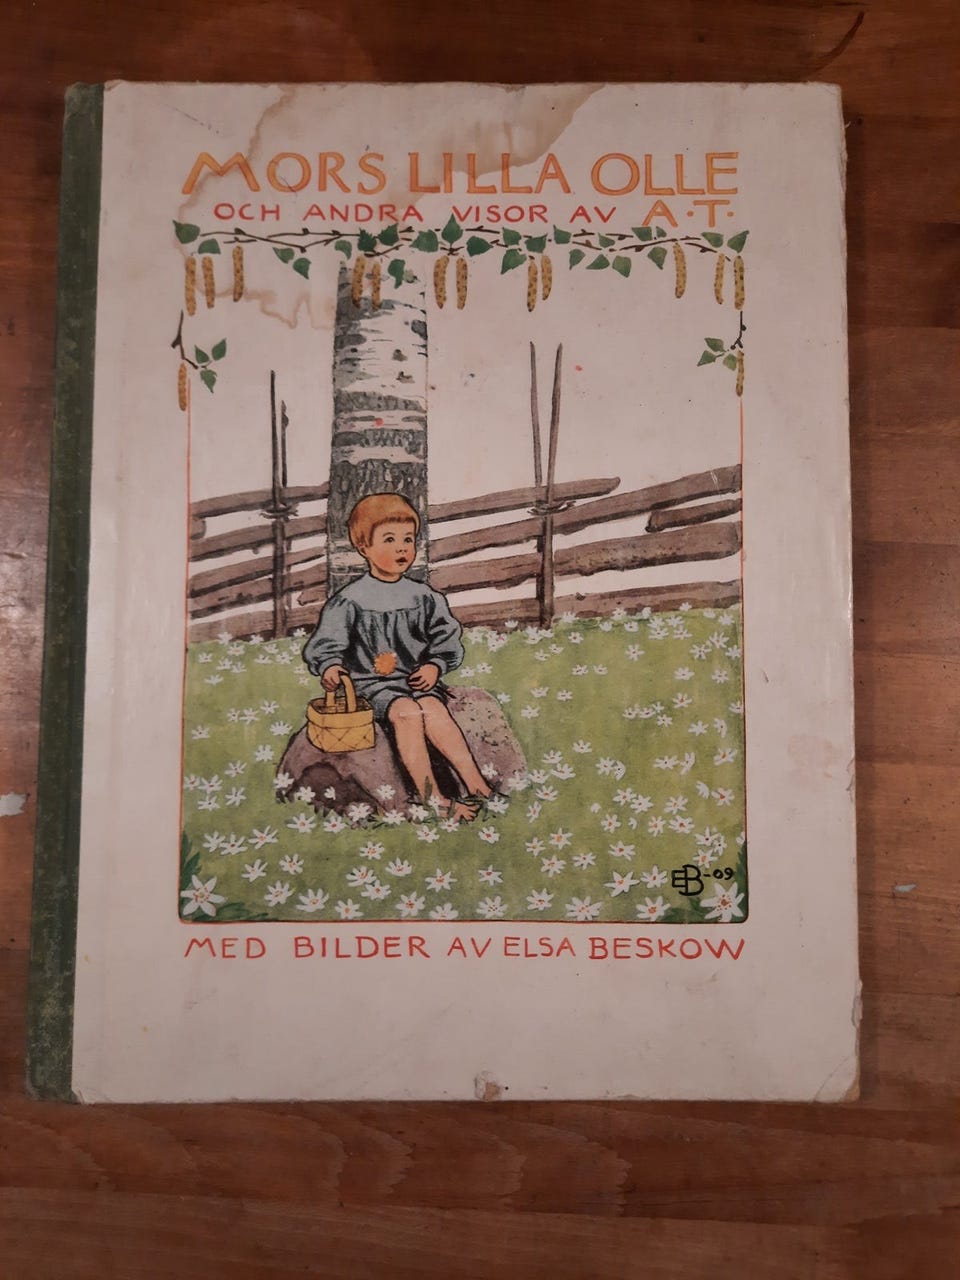 MORS LILLA OLLE
OCH ANDRA VISOR AV A·T·
EB-09
MED BILDER AV ELSA BESKOW